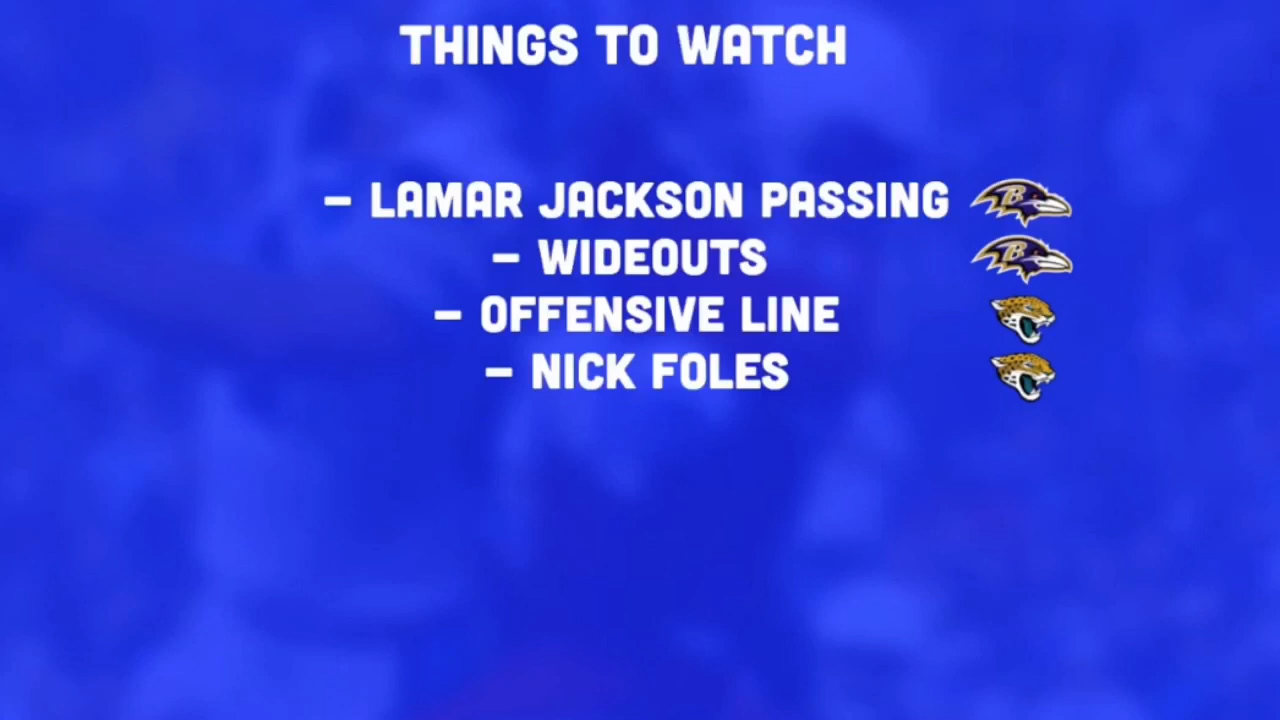 THINGS TO WATCH
- LAMAR JACKSON PASSING
- WIDEOUTS
- OFFENSIVE LINE
- NICK FOLES